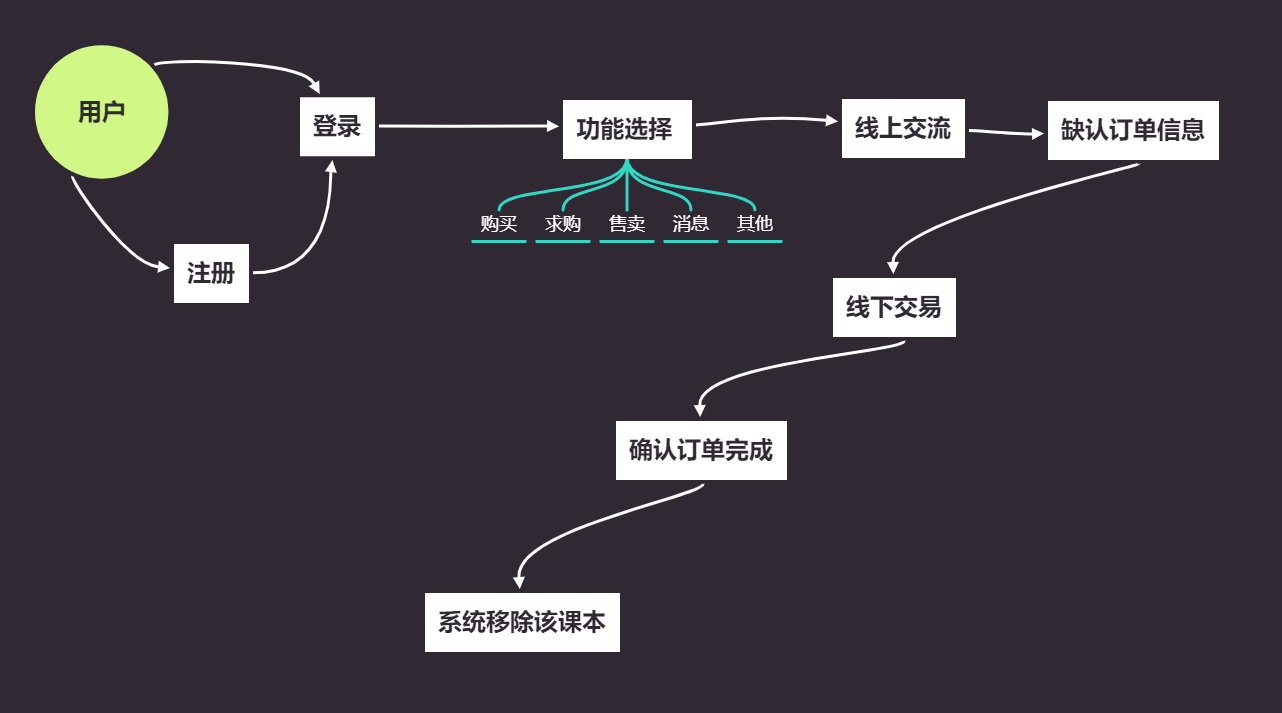 用户
登录
注册
功能选择
购买
求购
售卖
消息
其他
线上交流
缺认订单信息
线下交易
确认订单完成
系统移除该课本